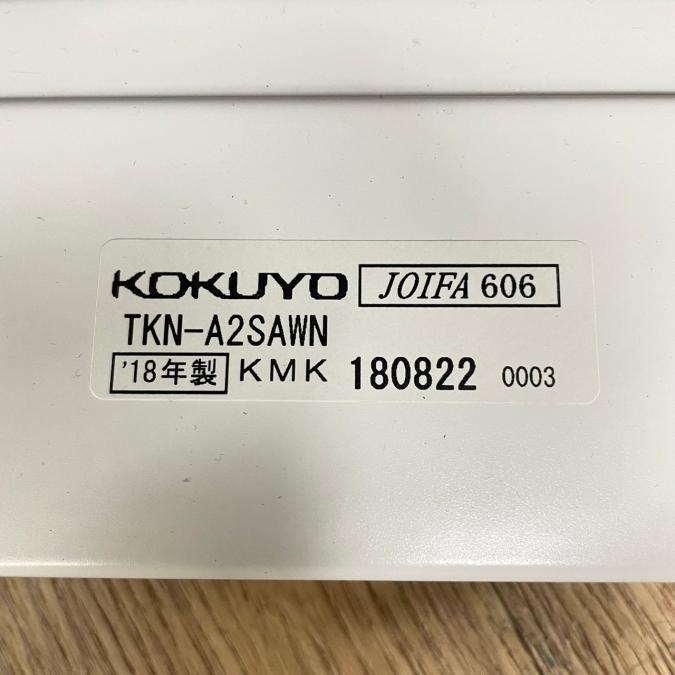 KOKUYO JOIFA 606
TKN-A2SAWN
'18年製 KMK 180822 0003